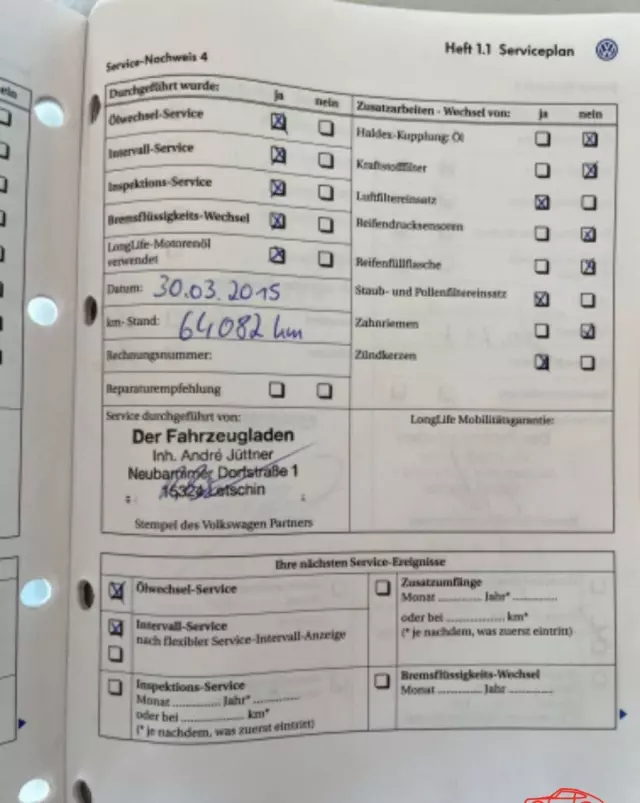 Heft 1.1 Serviceplan
Service-Nachweis 4
Durchgeführt wurde: ja nein
Ölwechsel-Service
Intervall-Service
Inspektions-Service
Bremsflüssigkeits-Wechsel
LongLife-Motorenöl
verwendet
Datum: 30.03.2015
km-Stand: 64082 km
Rechnungsnummer:
Reparaturempfehlung
Zusatzarbeiten - Wechsel von: ja nein
Haldex-Kupplung: Öl
Kraftstofffilter
Luftfiltereinsatz
Reifendrucksensoren
Reifenfüllflasche
Staub- und Pollenfiltereinsatz
Zahnriemen
Zündkerzen
Service durchgeführt von:
Der Fahrzeugladen
Inh. André Jüttner
Neubarnimer Dorfstraße 1
15324 Letschin
Stempel des Volkswagen Partners
LongLife Mobilitätsgarantie:
Ihre nächsten Service-Ereignisse
Ölwechsel-Service
Intervall-Service
nach flexibler Service-Intervall-Anzeige
Inspektions-Service
Monat ............ Jahr* ............
oder bei ............ km*
(* je nachdem, was zuerst eintritt)
Zusatzumfänge
Monat ............ Jahr* ............
oder bei ............ km*
(* je nachdem, was zuerst eintritt)
Bremsflüssigkeits-Wechsel
Monat ............ Jahr ............